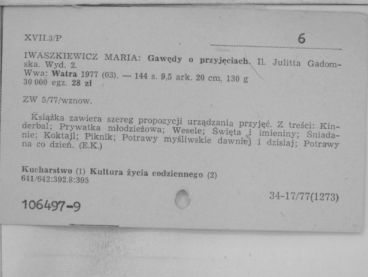 XVII.3/P
6
IWASZKIEWICZ MARIA: Gawędy o przyjęciach. Il. Julitta Gadom-
ska. Wyd. 2.
Wwa: Watra 1977 (03). — 144 s. 9,5 ark. 20 cm, 130 g
30 000 egz. 28 zł
ZW 5/77/wznow.
Książka zawiera szereg propozycji urządzania przyjęć. Z treści: Kin-
derbal; Prywatka młodzieżowa; Wesele; Święta i imieniny; Śniada-
nie; Koktajl; Piknik; Potrawy myśliwskie dawniej i dzisiaj; Potrawy
na co dzień. (E.K.)
Kucharstwo (1) Kultura życia codziennego (2)
641/642:392.8:395
34-17/77(1273)
106497-9